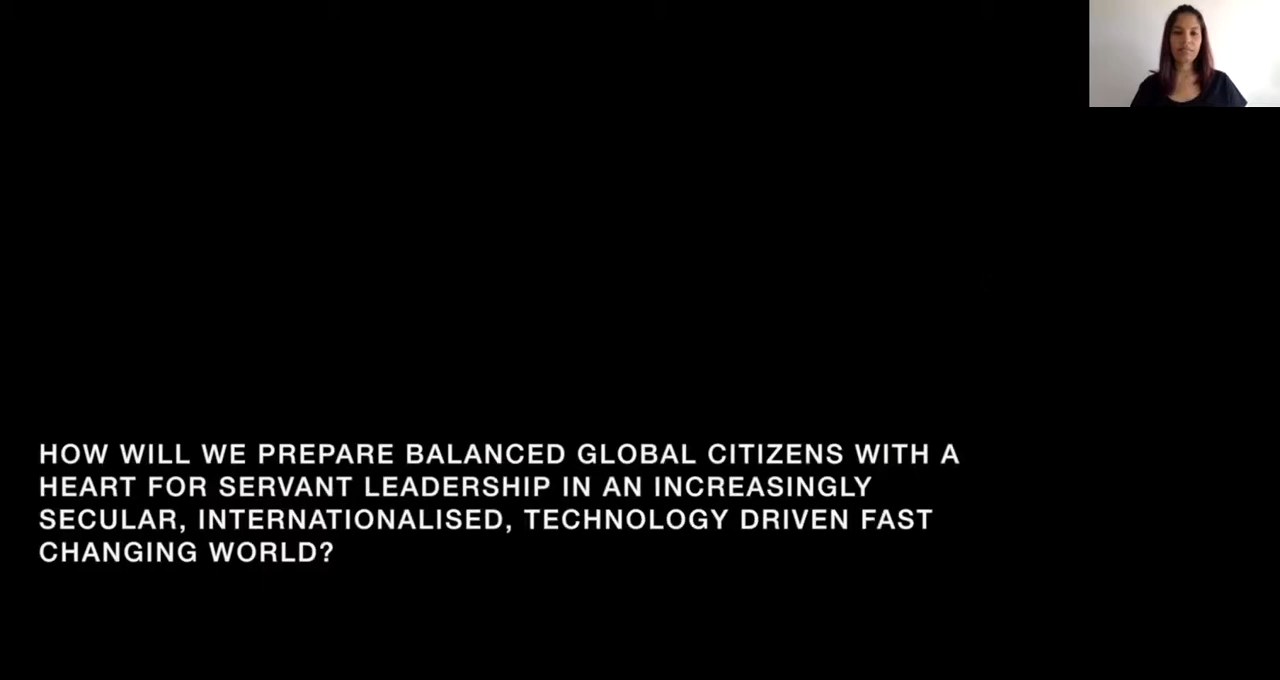 HOW WILL WE PREPARE BALANCED GLOBAL CITIZENS WITH A
HEART FOR SERVANT LEADERSHIP IN AN INCREASINGLY
SECULAR, INTERNATIONALISED, TECHNOLOGY DRIVEN FAST
CHANGING WORLD?